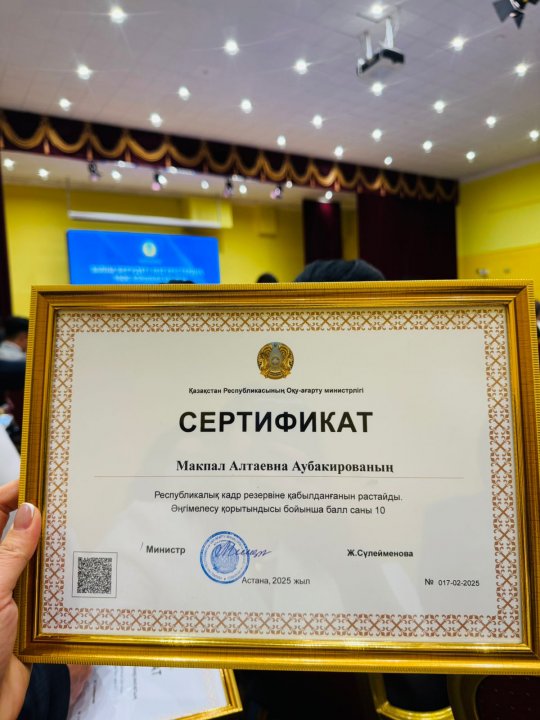 Қазақстан Республикасының Оқу-ағарту министрлігі
СЕРТИФИКАТ
Макпал Алтаевна Аубакированың
Республикалық кадр резервіне қабылданғанын растайды.
Әңгімелесу қорытындысы бойынша балл саны 10
Министр
Ж.Сүлейменова
Астана, 2025 жыл
№ 017-02-2025